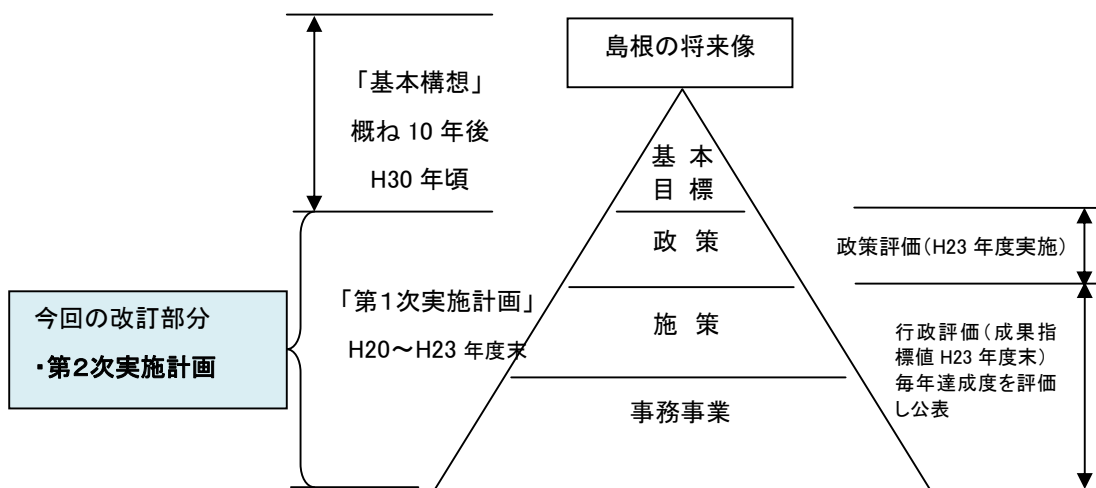 島根の将来像
「基本構想」
概ね 10 年後
H30 年頃
基 本
目 標
政 策
政策評価(H23 年度実施)
今回の改訂部分
・第2次実施計画
「第1次実施計画」
H20~H23 年度末
施 策
行政評価(成果指
標値 H23 年度末)
毎年達成度を評価
し公表
事務事業